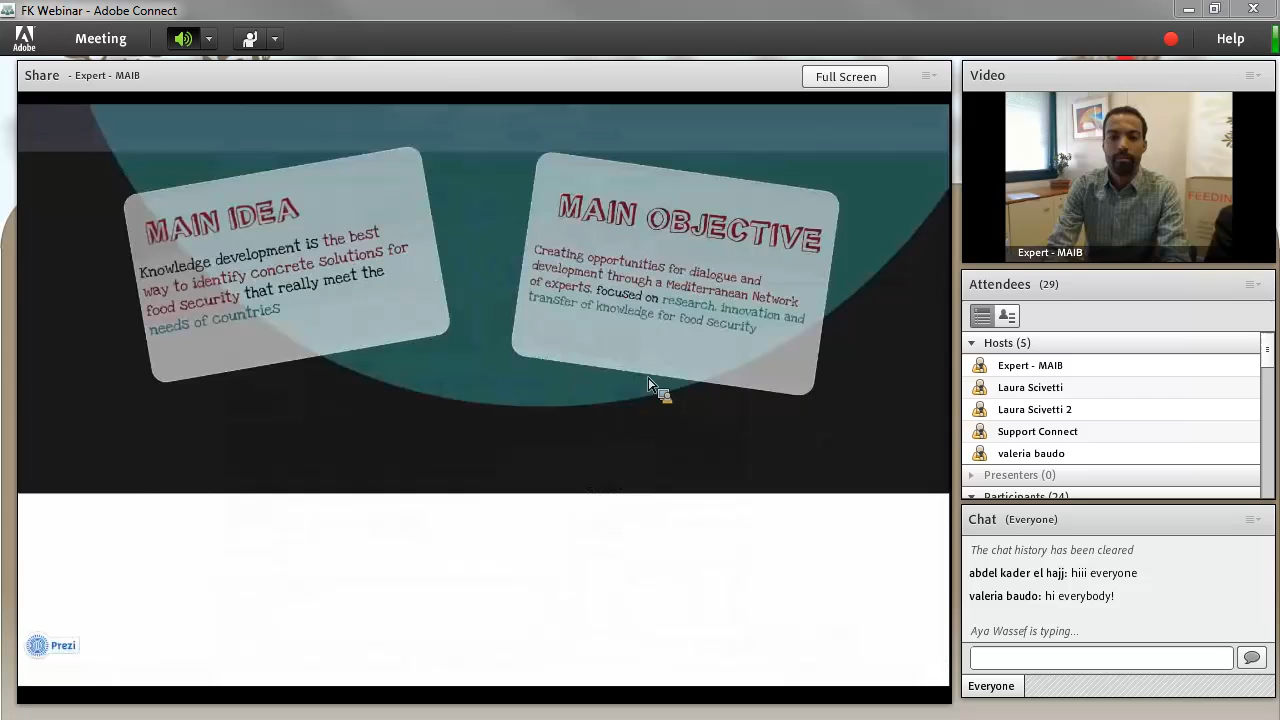 FK Webinar - Adobe Connect
Adobe
Meeting
Help
Share - Expert - MAIB
Full Screen
MAIN IDEA
Knowledge development is the best
way to identify concrete solutions for
food security that really meet the
needs of countries
MAIN OBJECTIVE
Creating opportunities for dialogue and
development through a Mediterranean Network
of experts, focused on research, innovation and
transfer of knowledge for food security
Prezi
Video
FEEDING
Expert - MAIB
Attendees (29)
Hosts (5)
Expert - MAIB
Laura Scivetti
Laura Scivetti 2
Support Connect
valeria baudo
Presenters (0)
Participants (24)
Chat (Everyone)
The chat history has been cleared
abdel kader el hajj: hiii everyone
valeria baudo: hi everybody!
Aya Wassef is typing...
Everyone